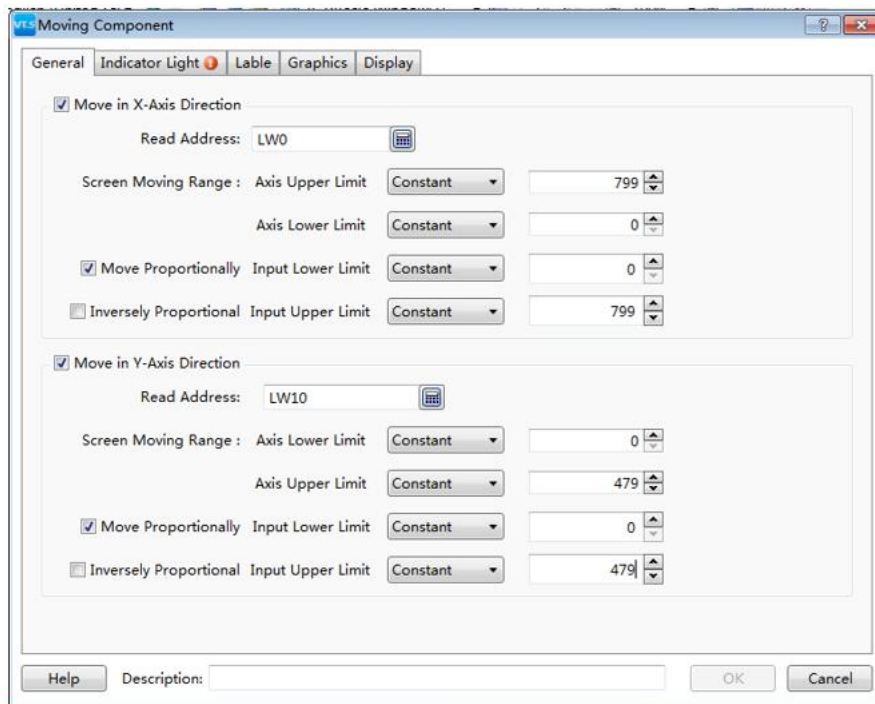 VT.S Moving Component
General Indicator Light Lable Graphics Display
Move in X-Axis Direction
Read Address: LW0
Screen Moving Range : Axis Upper Limit Constant 799
Axis Lower Limit Constant 0
Move Proportionally Input Lower Limit Constant 0
Inversely Proportional Input Upper Limit Constant 799
Move in Y-Axis Direction
Read Address: LW10
Screen Moving Range : Axis Lower Limit Constant 0
Axis Upper Limit Constant 479
Move Proportionally Input Lower Limit Constant 0
Inversely Proportional Input Upper Limit Constant 479
Help Description: OK Cancel